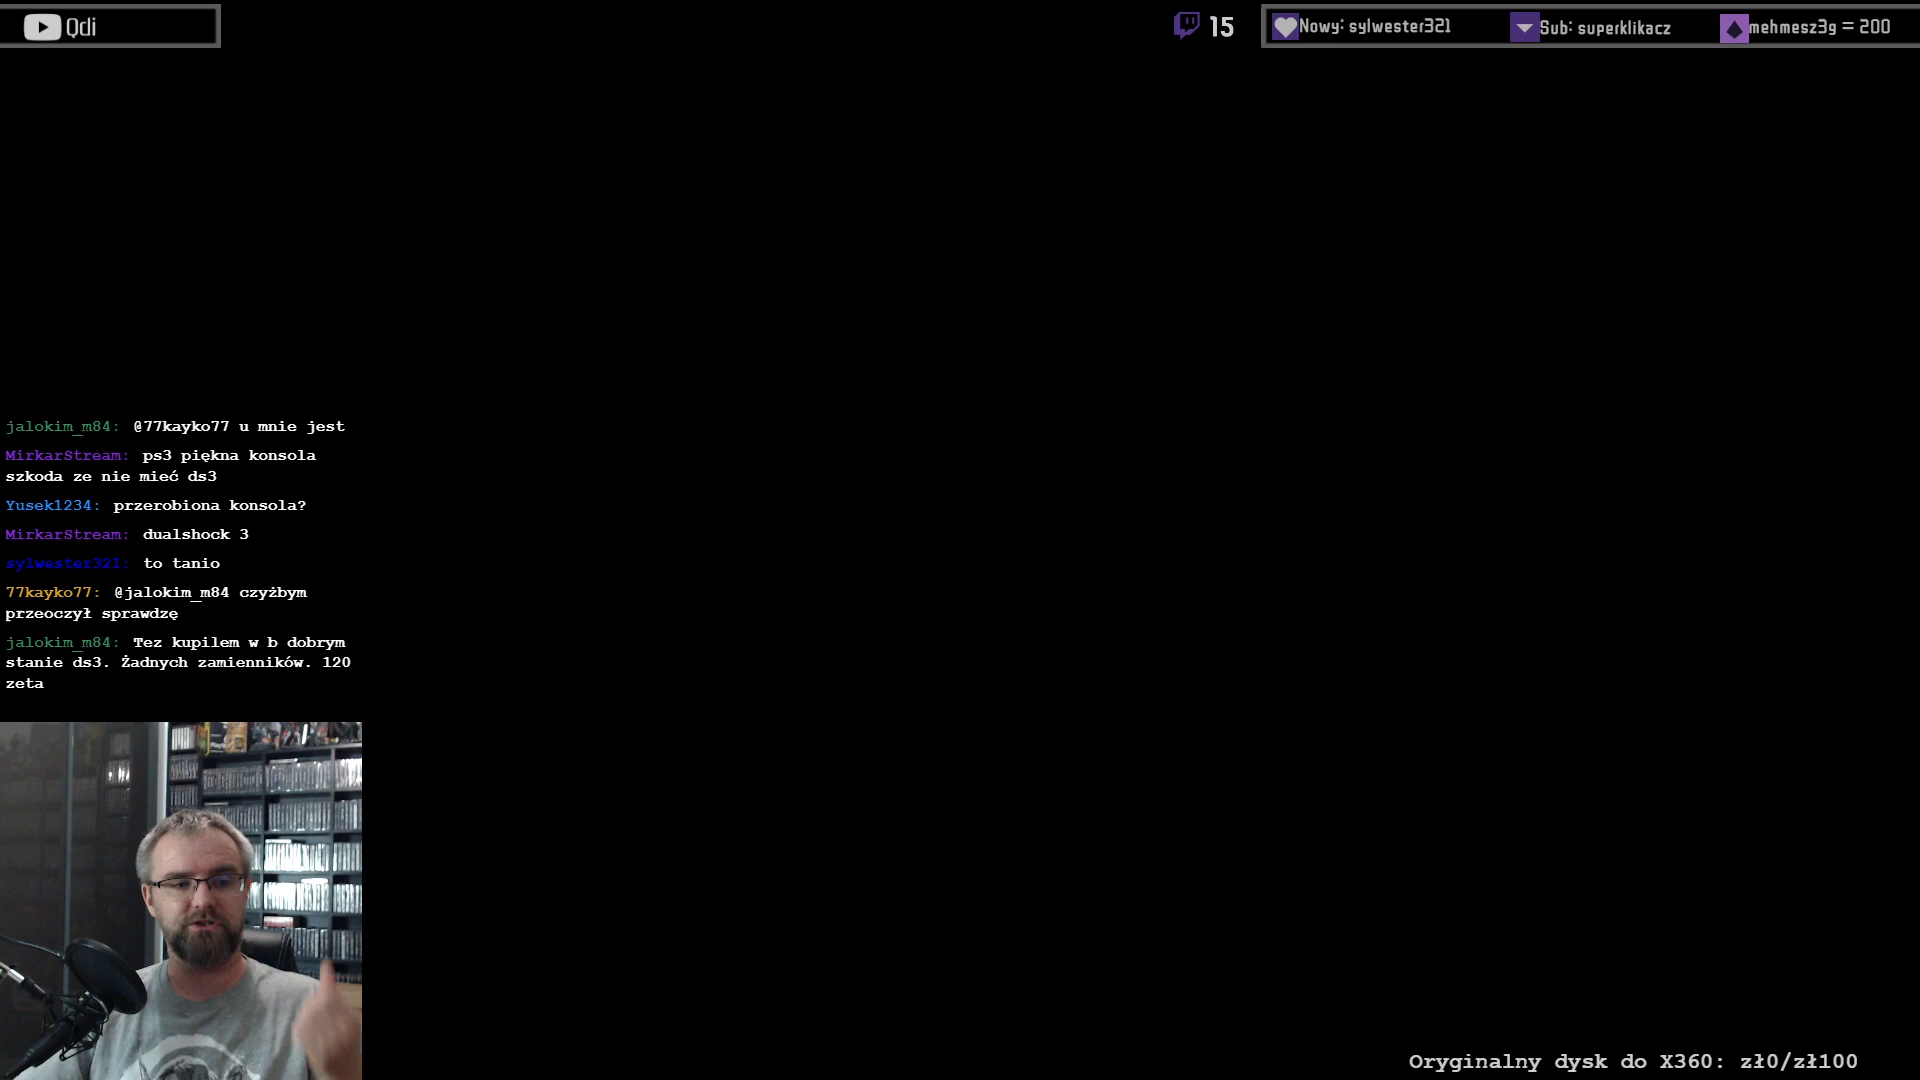 Qdi
15
Nowy: sylwester321
Sub: superklikacz
mehmesz3g = 200
jalokim_m84: @77kayko77 u mnie jest
MirkarStream: ps3 piękna konsola
szkoda ze nie mieć ds3
Yusek1234: przerobiona konsola?
MirkarStream: dualshock 3
sylwester321: to tanio
77kayko77: @jalokim_m84 czyżbym
przeoczył sprawdzę
jalokim_m84: Tez kupilem w b dobrym
stanie ds3. Żadnych zamienników. 120
zeta
Oryginalny dysk do X360: zł0/zł100